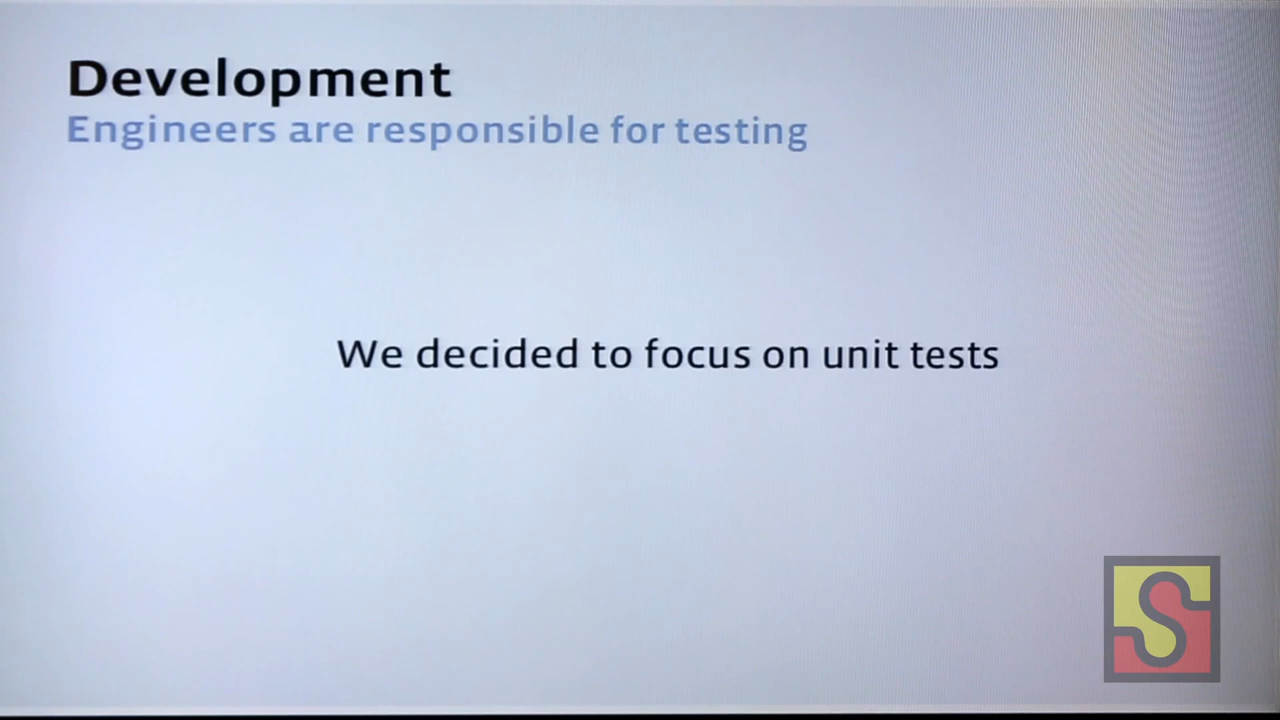 Development
Engineers are responsible for testing
We decided to focus on unit tests